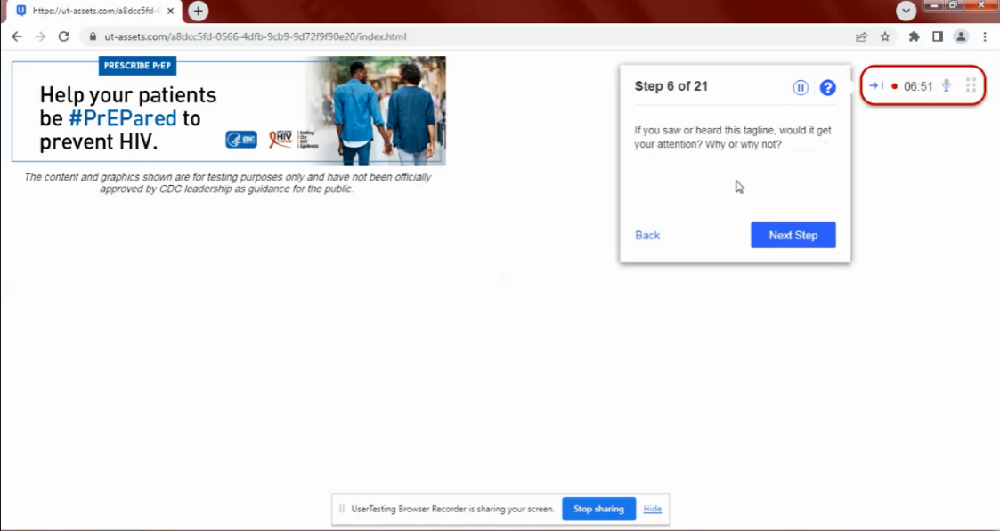 https://ut-assets.com/a8dcc5fd-
ut-assets.com/a8dcc5fd-0566-4dfb-9cb9-9d72f9f90e20/index.html
PRESCRIBE PrEP
Help your patients
be #PrEPared to
prevent HIV.
CDC
HIV
Ending
the
HIV
Epidemic
The content and graphics shown are for testing purposes only and have not been officially
approved by CDC leadership as guidance for the public.
Step 6 of 21
06:51
If you saw or heard this tagline, would it get
your attention? Why or why not?
Back
Next Step
UserTesting Browser Recorder is sharing your screen.
Stop sharing
Hide